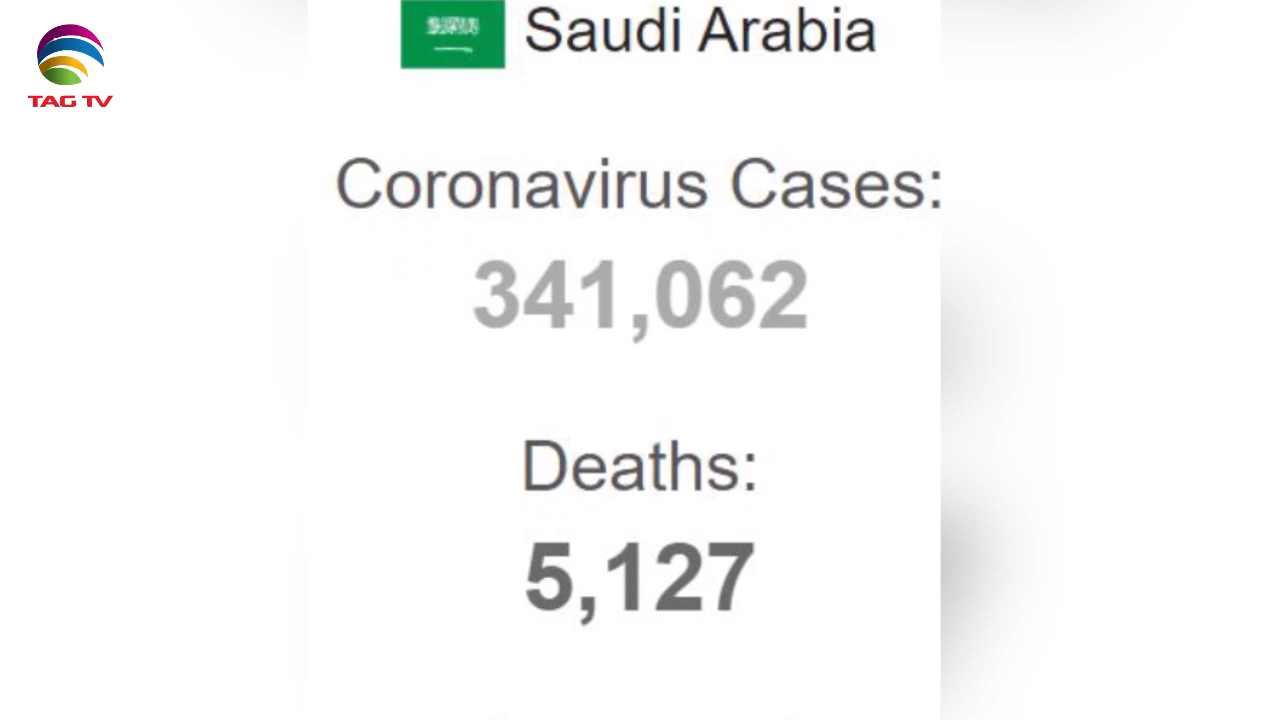 TAG TV
Saudi Arabia
Coronavirus Cases:
341,062
Deaths:
5,127